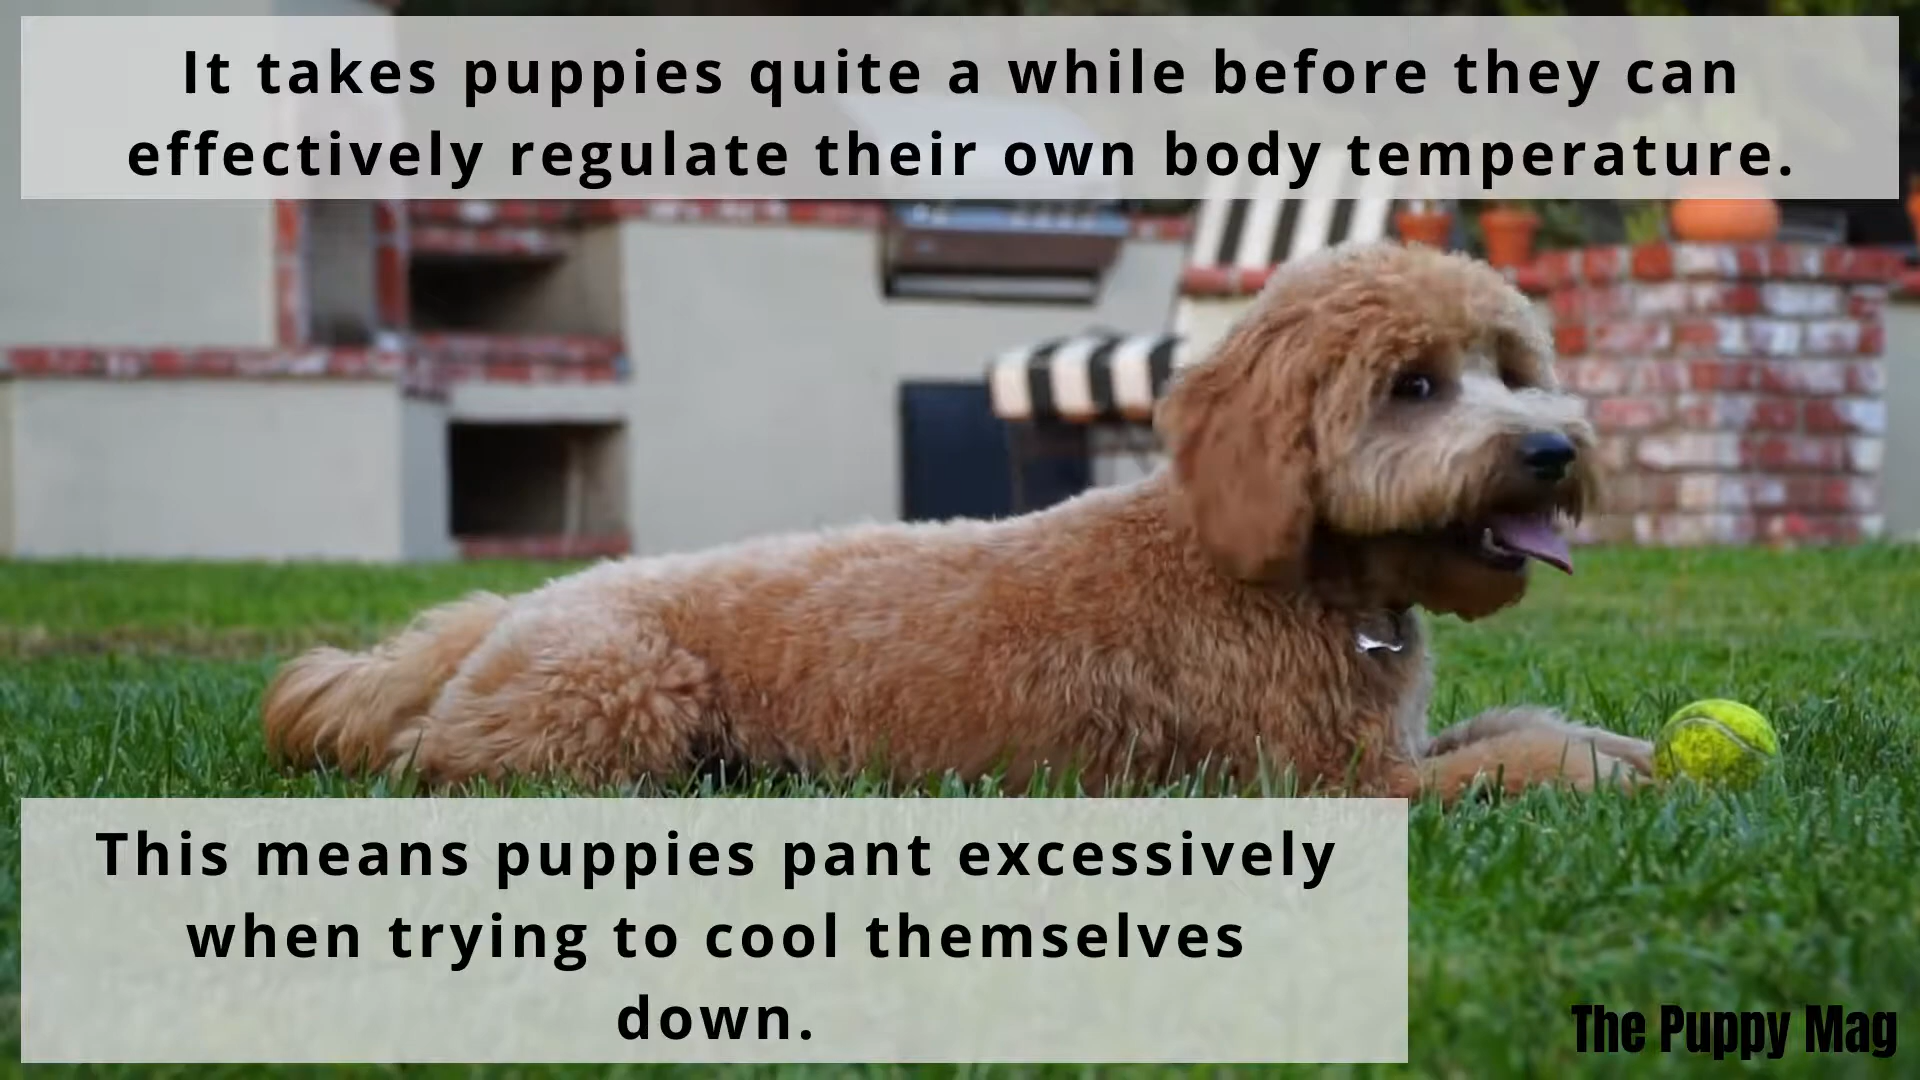 It takes puppies quite a while before they can
effectively regulate their own body temperature.
This means puppies pant excessively
when trying to cool themselves
down.
The Puppy Mag